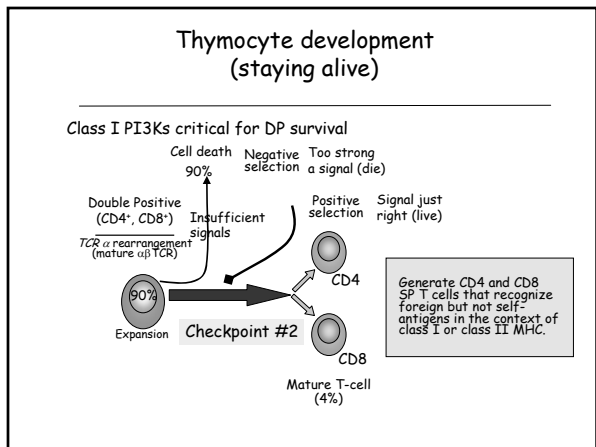 Thymocyte development
(staying alive)
Class I PI3Ks critical for DP survival
Cell death
90%
Negative
selection
Too strong
a signal (die)
Double Positive
(CD4⁺, CD8⁺)
Insufficient
signals
Positive
selection
Signal just
right (live)
TCR α rearrangement
(mature αβ TCR)
90%
Expansion
Checkpoint #2
CD4
CD8
Mature T-cell
(4%)
Generate CD4 and CD8
SP T cells that recognize
foreign but not self-
antigens in the context of
class I or class II MHC.